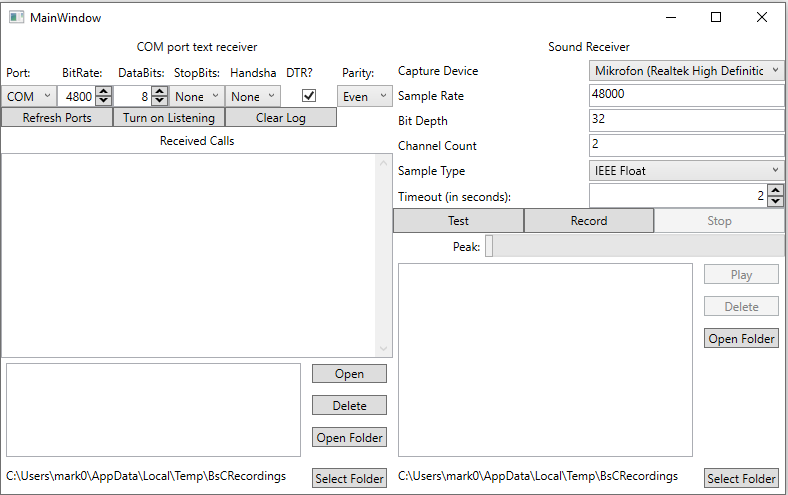 MainWindow
COM port text receiver
Port: BitRate: DataBits: StopBits: Handsha DTR? Parity:
COM 4800 8 None None Even
Refresh Ports Turn on Listening Clear Log
Received Calls
Open
Delete
Open Folder
C:\Users\mark0\AppData\Local\Temp\BsCRecordings Select Folder
Sound Receiver
Capture Device Mikrofon (Realtek High Definitic
Sample Rate 48000
Bit Depth 32
Channel Count 2
Sample Type IEEE Float
Timeout (in seconds): 2
Test Record Stop
Peak:
Play
Delete
Open Folder
C:\Users\mark0\AppData\Local\Temp\BsCRecordings Select Folder